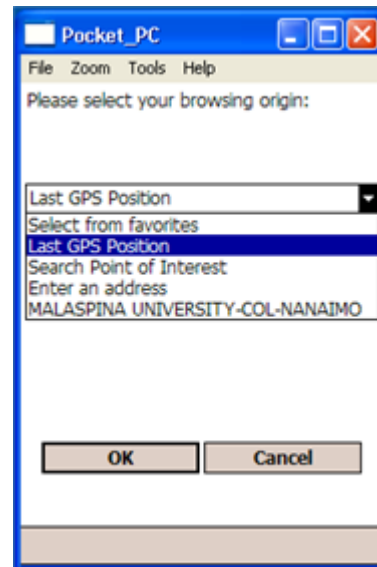 Pocket_PC
File Zoom Tools Help
Please select your browsing origin:
Last GPS Position
Select from favorites
Last GPS Position
Search Point of Interest
Enter an address
MALASPINA UNIVERSITY-COL-NANAIMO
OK Cancel